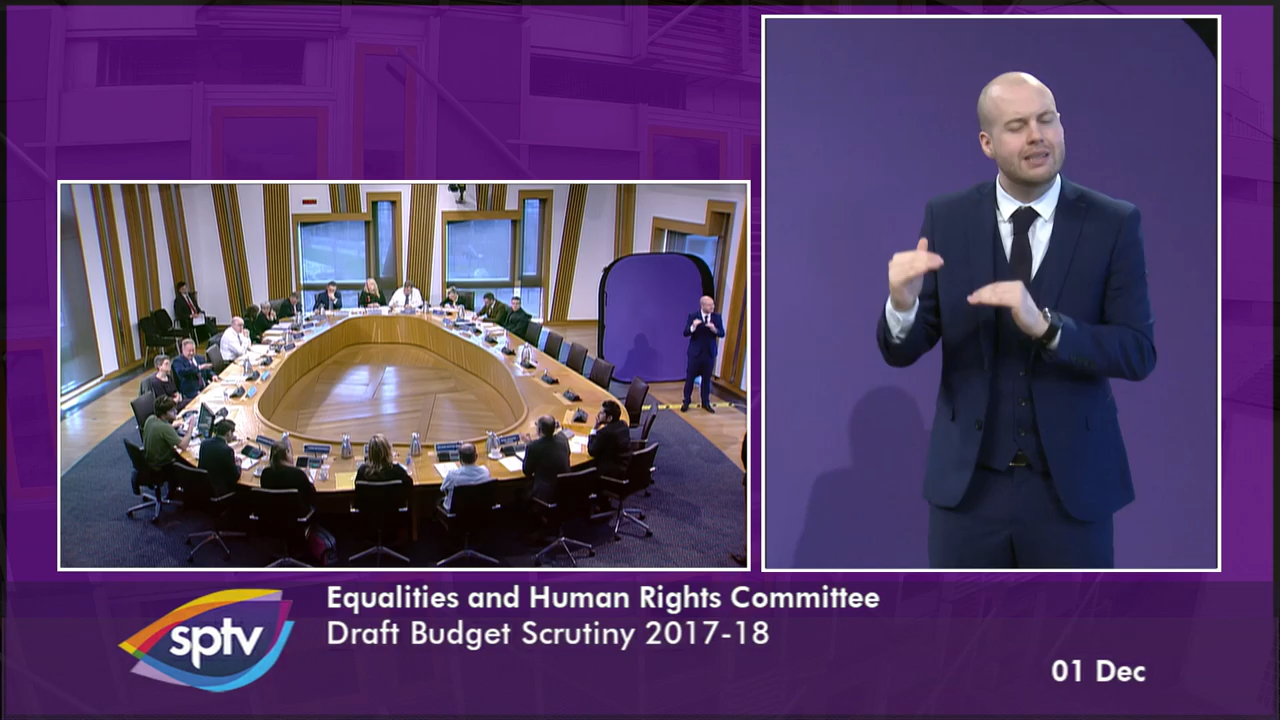 Equalities and Human Rights Committee
sptv
Draft Budget Scrutiny 2017-18
01 Dec